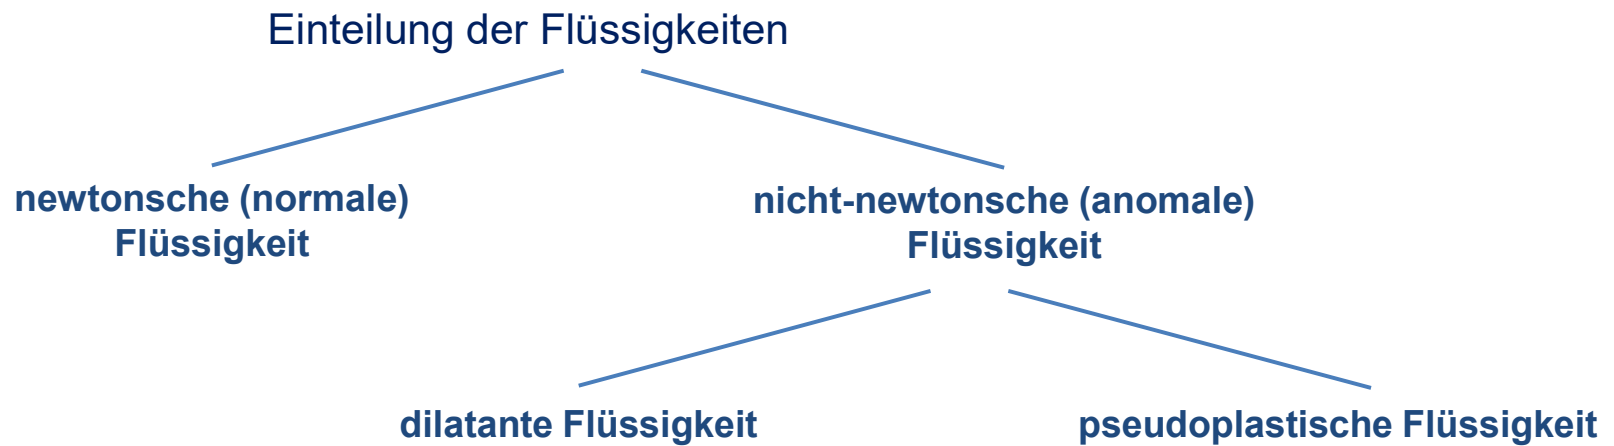 Einteilung der Flüssigkeiten
newtonsche (normale)
Flüssigkeit
nicht-newtonsche (anomale)
Flüssigkeit
dilatante Flüssigkeit
pseudoplastische Flüssigkeit